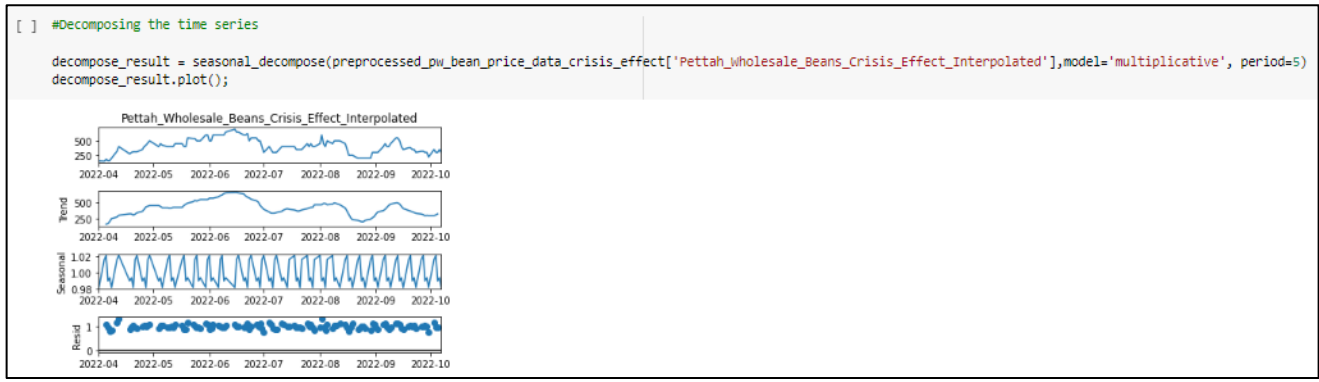 [ ] #Decomposing the time series
decompose_result = seasonal_decompose(preprocessed_pw_bean_price_data_crisis_effect['Pettah_Wholesale_Beans_Crisis_Effect_Interpolated'],model='multiplicative', period=5)
decompose_result.plot();
Pettah_Wholesale_Beans_Crisis_Effect_Interpolated
500
250
2022-04 2022-05 2022-06 2022-07 2022-08 2022-09 2022-10
Trend
500
250
2022-04 2022-05 2022-06 2022-07 2022-08 2022-09 2022-10
Seasonal
1.02
1.00
0.98
2022-04 2022-05 2022-06 2022-07 2022-08 2022-09 2022-10
Resid
1
0
2022-04 2022-05 2022-06 2022-07 2022-08 2022-09 2022-10